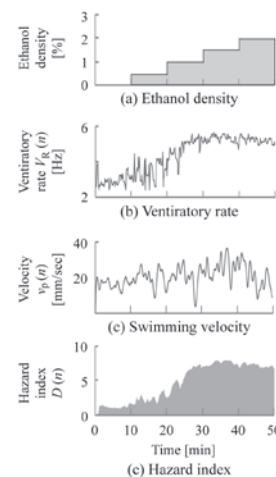 Ethanol
density
[%]
3
2
1
0
(a) Ethanol density
Ventiratory
rate V_R (n)
[Hz]
6
2
(b) Ventiratory rate
Velocity
v_P (n)
[mm/sec]
40
20
(c) Swimming velocity
Hazard
index
D (n)
10
5
0
0 10 20 30 40 50
Time [min]
(c) Hazard index